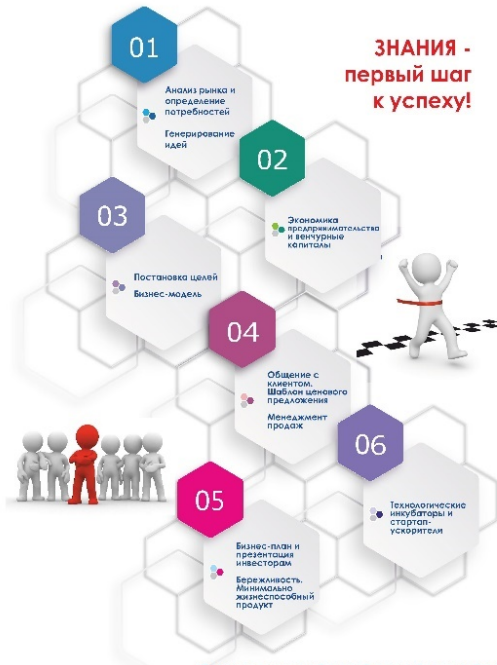 ЗНАНИЯ -
первый шаг
к успеху!
01
Анализ рынка и
определение
потребностей
Генерирование
идей
02
Экономика
предпринимательства
и венчурные
капиталы
03
Постановка целей
Бизнес-модель
04
Общение с
клиентом.
Шаблон ценового
предложения
Менеджмент
продаж
06
Технологические
инкубаторы и
стартап-
ускорители
05
Бизнес-план и
презентация
инвесторам
Бережливость.
Минимально
жизнеспособный
продукт